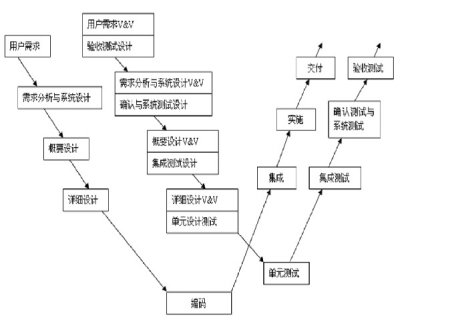 用户需求V&V
验收测试设计
用户需求
需求分析与系统设计V&V
确认与系统测试设计
需求分析与系统设计
概要设计V&V
集成测试设计
概要设计
详细设计V&V
单元设计测试
详细设计
编码
交付
验收测试
实施
确认测试与
系统测试
集成
集成测试
单元测试